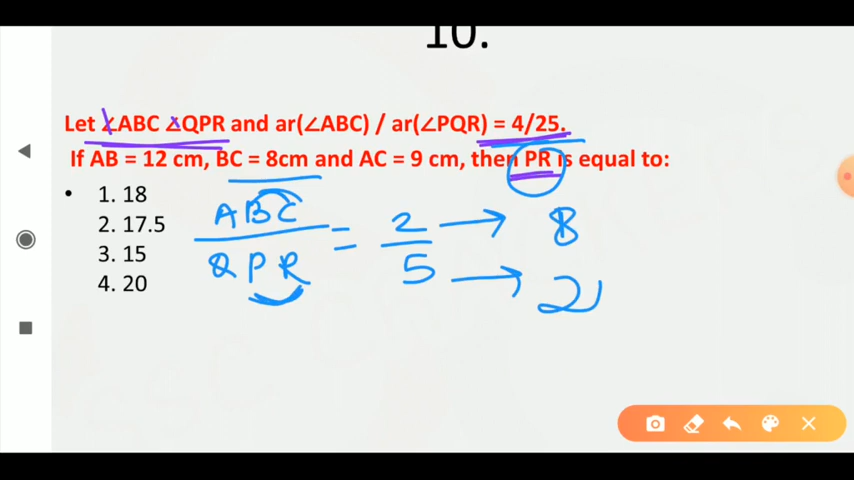 10.
Let ∠ABC ∠QPR and ar(∠ABC) / ar(∠PQR) = 4/25.
If AB = 12 cm, BC = 8cm and AC = 9 cm, then PR is equal to:
• 1. 18
2. 17.5
3. 15
4. 20
ABC
QPR
=
2
5
8
2